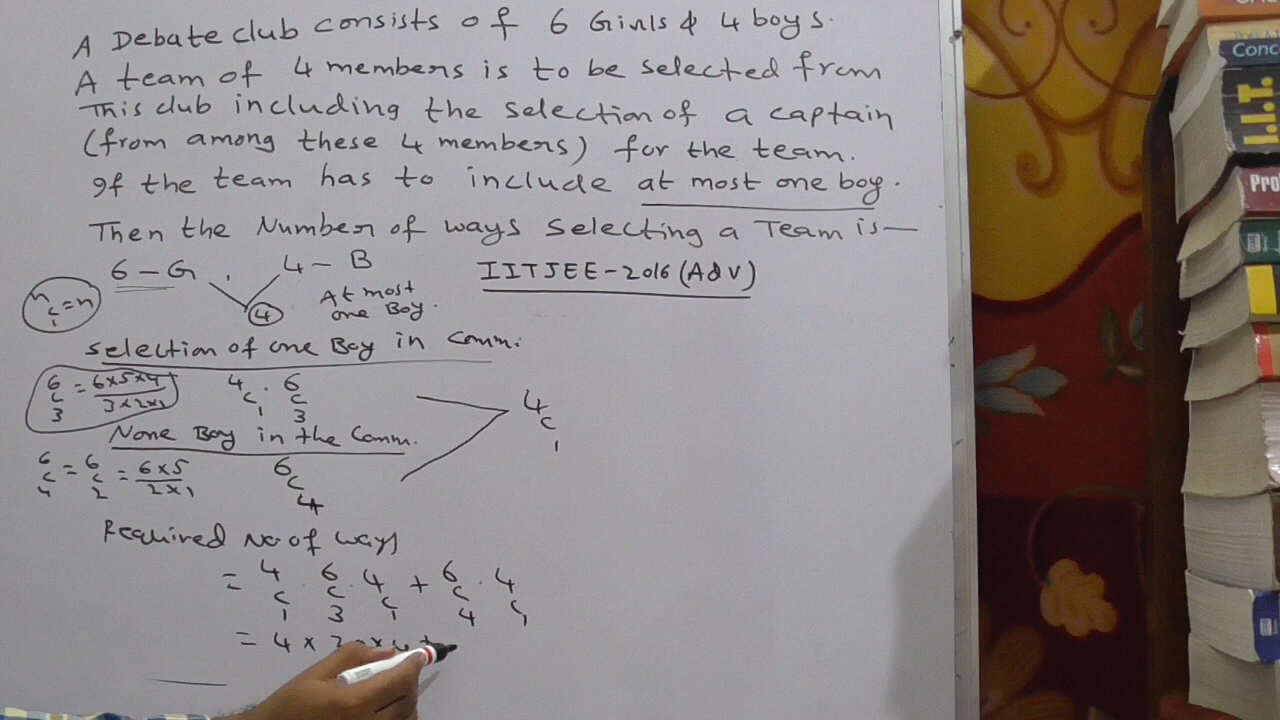 A Debate club consists of 6 Girls & 4 boys.
A team of 4 members is to be selected from
This club including the selection of a captain
(from among these 4 members) for the team.
If the team has to include at most one boy.
Then the Number of ways selecting a Team is—
6 - G , 4 - B IITJEE-2016 (Adv)
nC1 = n 4 At most
one Boy.
Selection of one Boy in Comm.
6C3 = 6×5×4/3×2×1 4C1 . 6C3 4C1
None Boy in the Comm.
6C4 = 6C2 = 6×5/2×1 6C4
Required No of ways
= 4C1 . 6C3 . 4C1 + 6C4 . 4C1
= 4 ×
Conc
I.I.T.
Pro